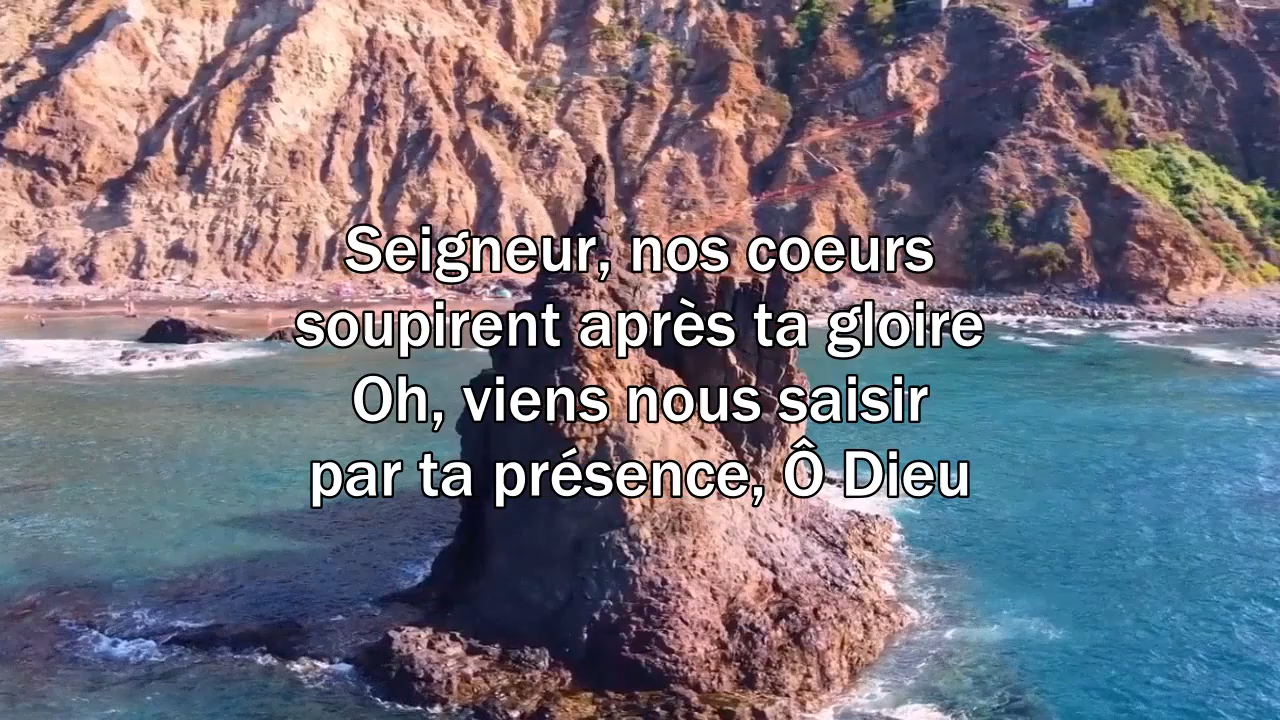 Seigneur, nos coeurs
soupirent après ta gloire
Oh, viens nous saisir
par ta présence, Ô Dieu